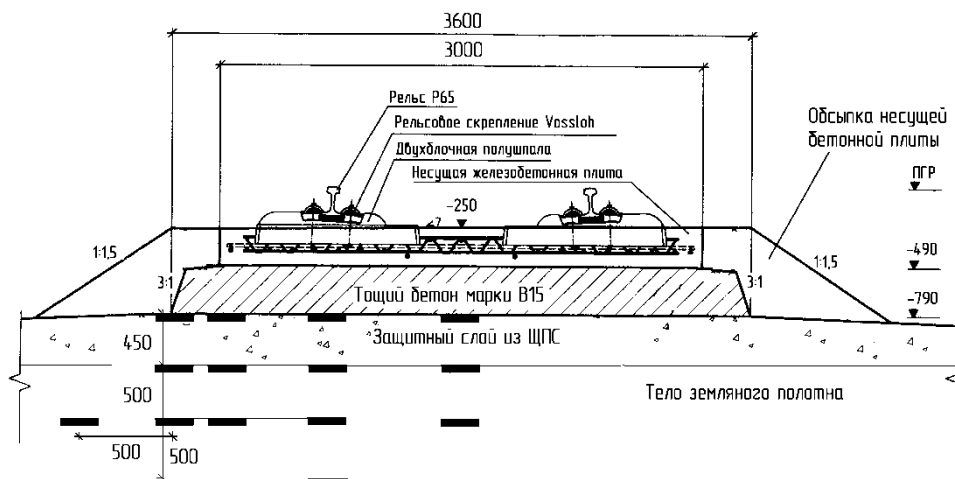 3600
3000
Рельс Р65
Рельсовое скрепление Vossloh
Двухблочная полушпала
Несущая железобетонная плита
Обсыпка несущей
бетонной плиты
ПГР
-250
-490
-790
1:1,5
1:1,5
3:1
3:1
Тощий бетон марки В15
Защитный слой из ЩПС
450
500
Тело земляного полотна
500
500